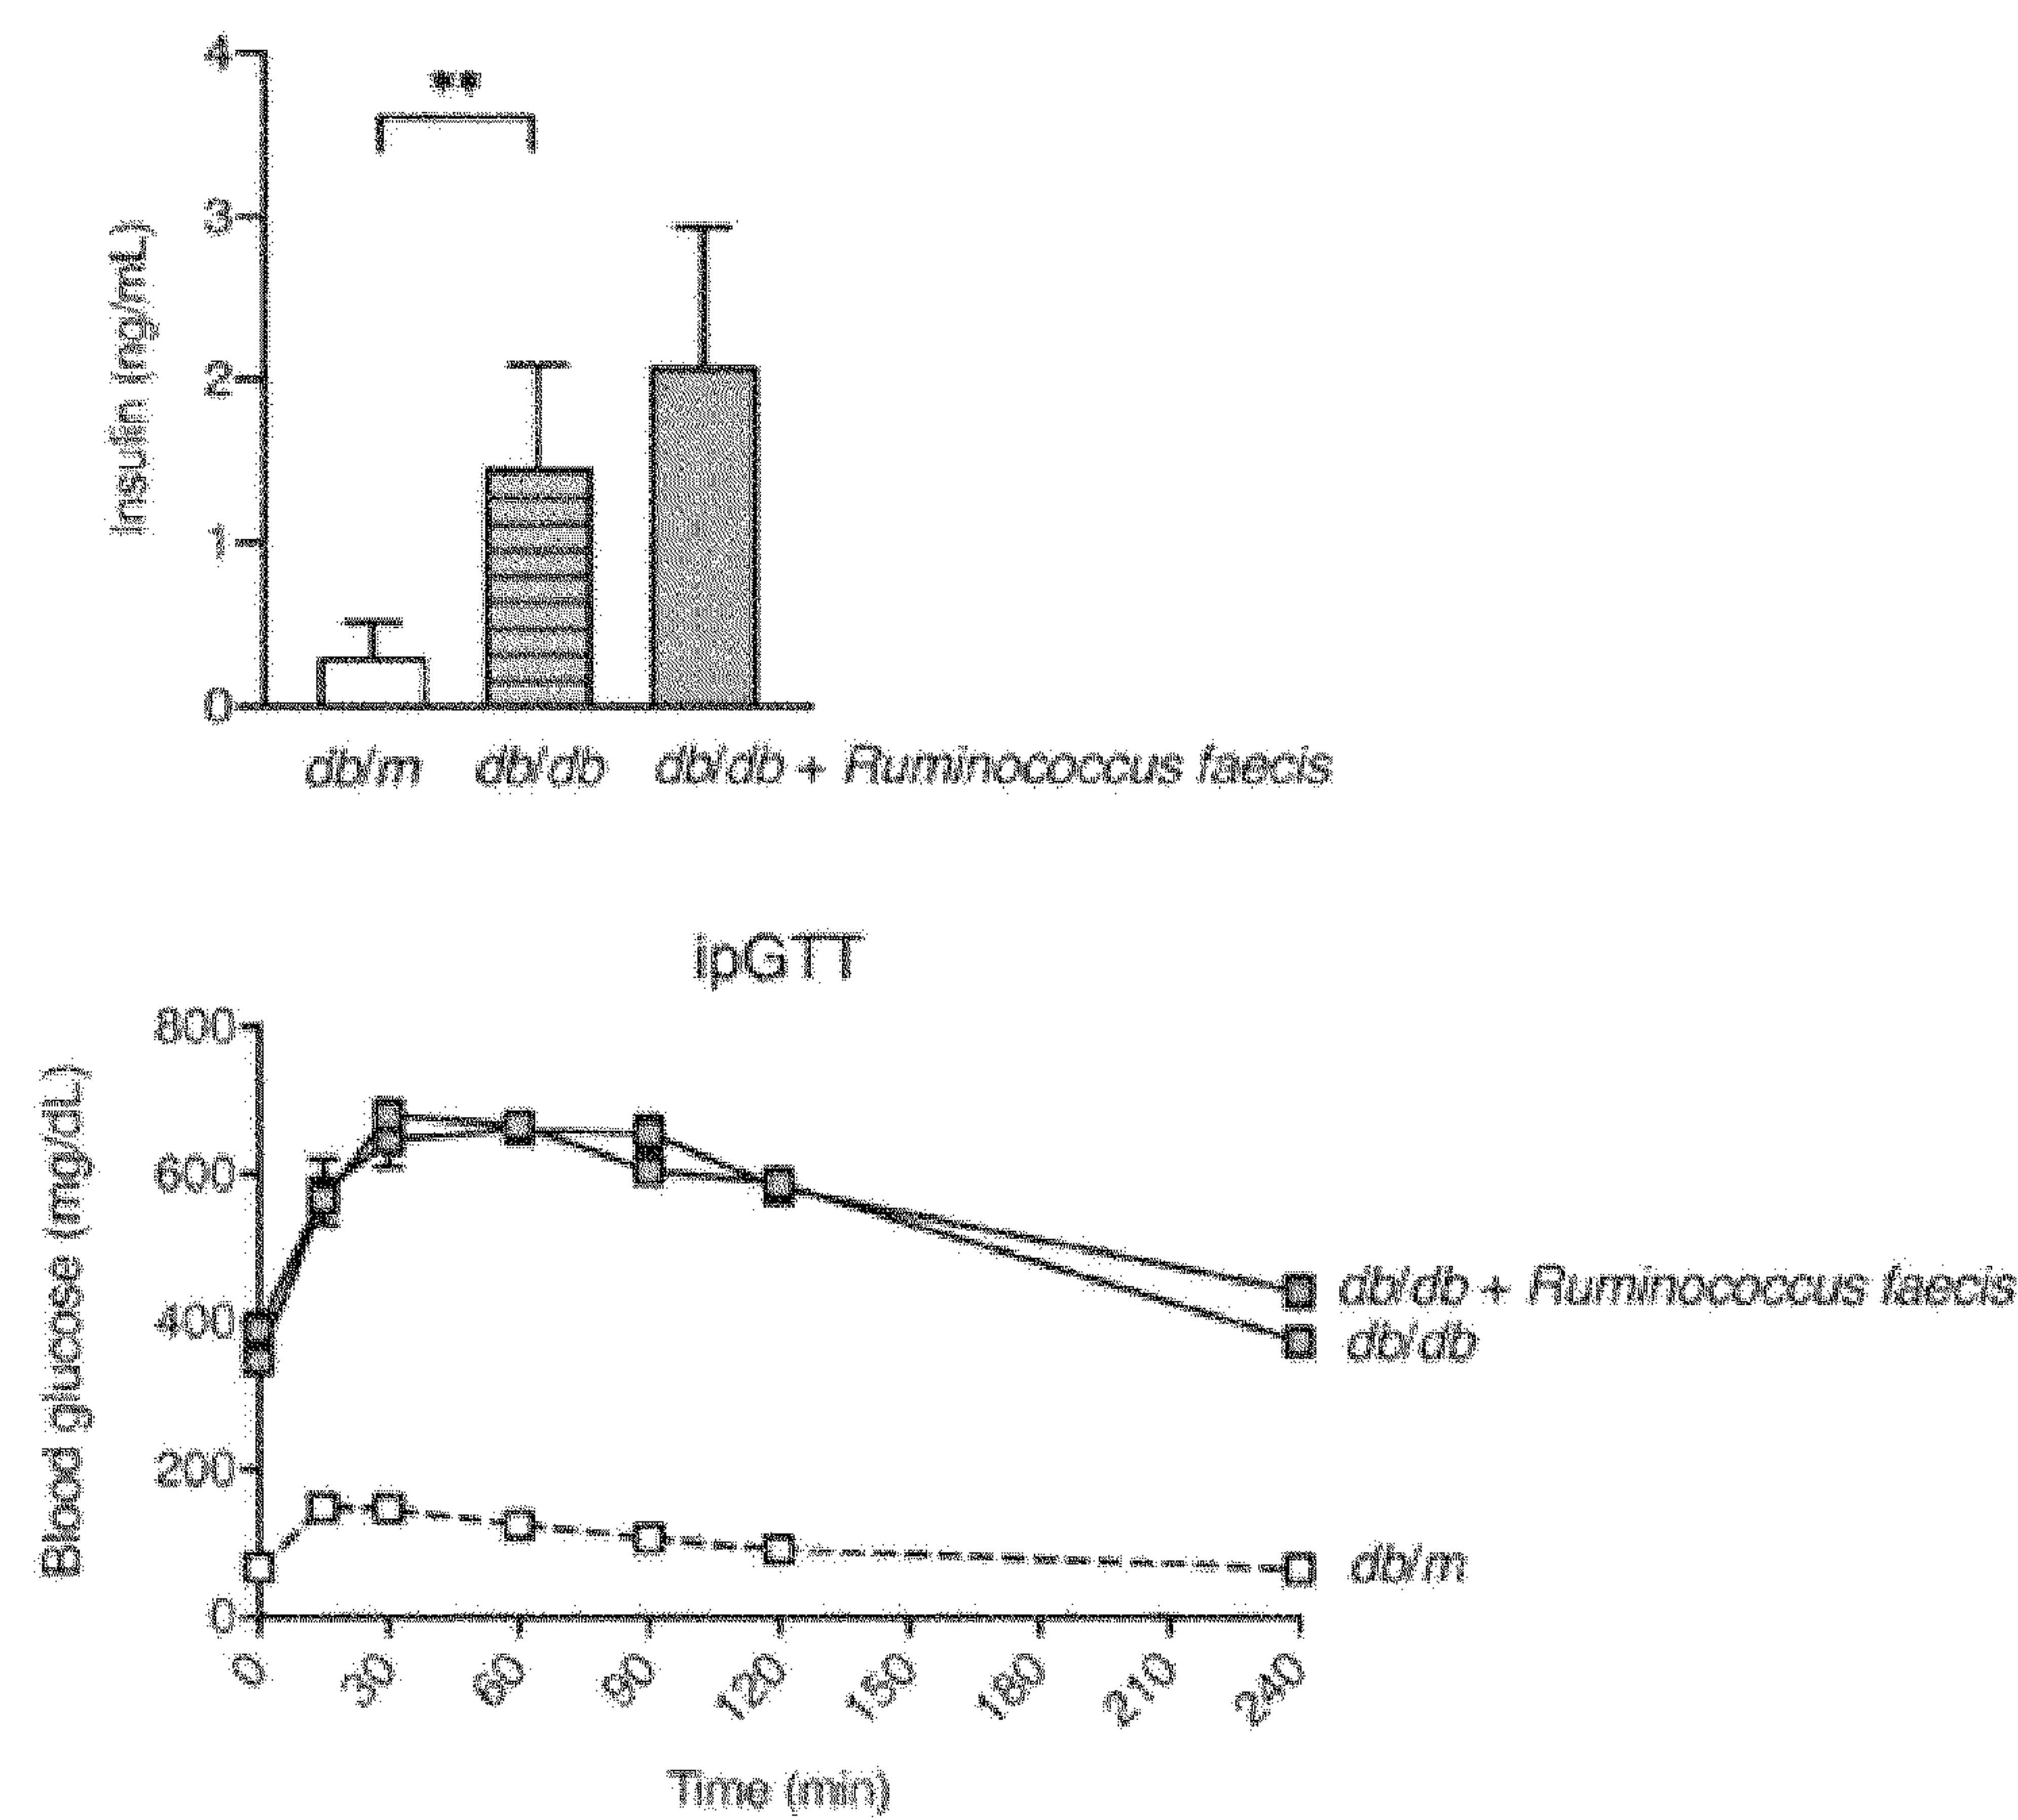 4
**
3
2
1
0
Insulin (ng/mL)
db/m db/db db/db + Ruminococcus faecis
ipGTT
800
600
400
200
0
Blood glucose (mg/dL)
db/db + Ruminococcus faecis
db/db
db/m
0 30 60 90 120 150 180 210 240
Time (min)